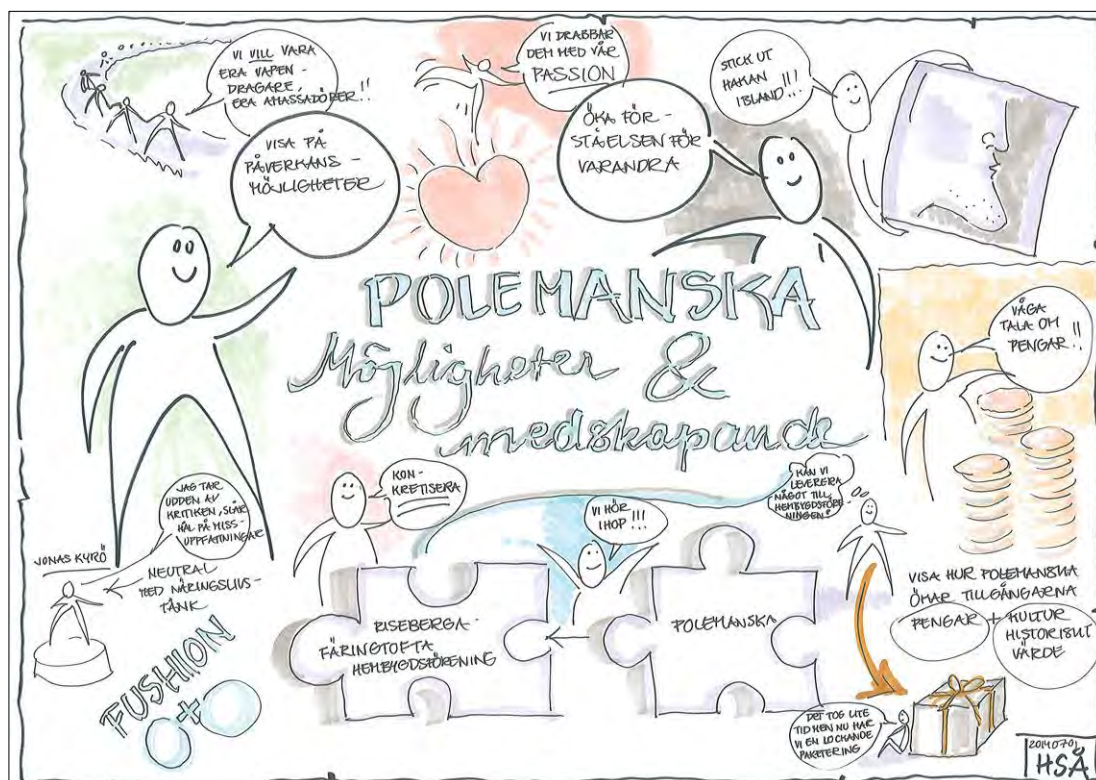 VI VILL VARA
ERA VAPEN-
DRAGARE,
ERA AMASSADÖRER!!
VISA PÅ
PÅVERKANS-
MÖJLIGHETER
VI DRABBAR
DEM MED VÅR
PASSION
ÖKA FÖR-
STÅELSEN FÖR
VARANDRA
STICK UT
HAKAN
IBLAND!!!
POLEMANSKA
Möjligheter &
medskapande
VÅGA
TALA OM
PENGAR!!
JAG TAR
UDDEN AV
KRITIKEN, SLÅR
HÅL PÅ MISS-
UPPFATTNINGAR
JONAS KYRÖ
NEUTRAL
MED NÄRINGSLIVS-
TÄNK
FUSHION
+
KON-
KRETISERA
VI HÖR
IHOP!!!
KAN VI
LEVERERA
NÅGOT TILL
HEMBYGDSFÖRE-
NINGEN?
RISEBERGA-
FÄRINGTOFTA
HEMBYGDSFÖRENING
POLEMANSKA
VISA HUR POLEMANSKA
ÖKAR TILLGÅNGARNA
PENGAR + KULTUR
HISTORISKT
VÄRDE
DET TOG LITE
TID MEN NU HAR
VI EN LOCKANDE
PAKETERING
20140701
HSÅ